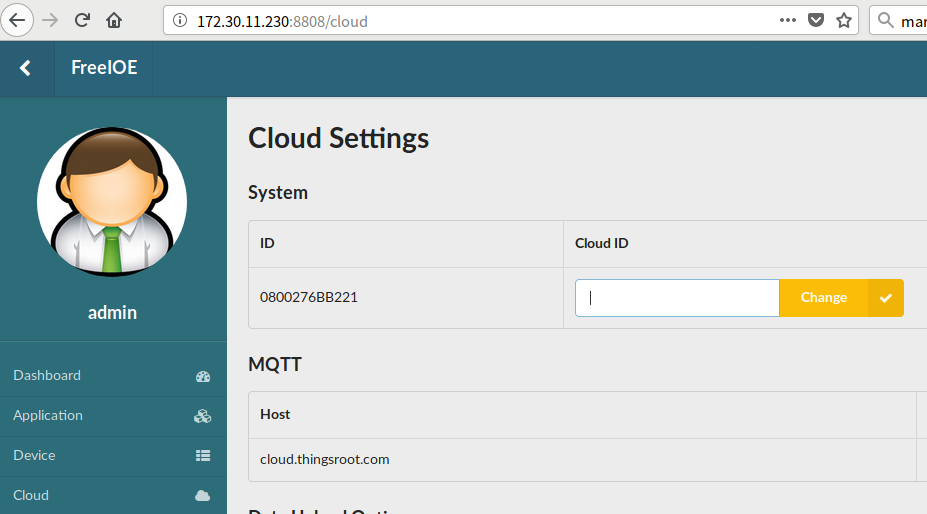 172.30.11.230:8808/cloud
mar
FreeIOE
admin
Dashboard
Application
Device
Cloud
Cloud Settings
System
ID Cloud ID
0800276BB221 Change
MQTT
Host
cloud.thingsroot.com